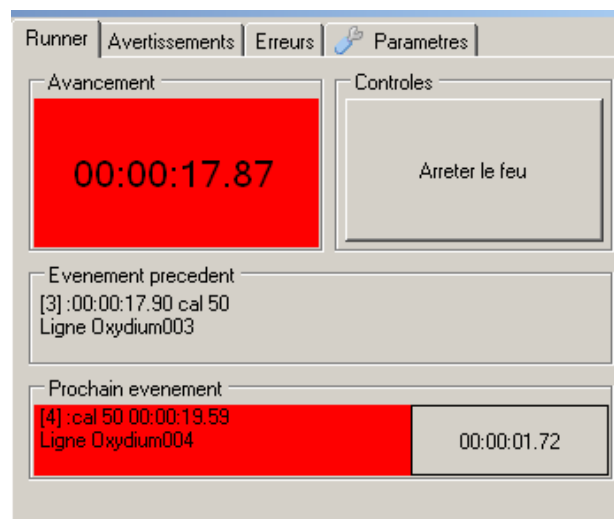 Runner Avertissements Erreurs Parametres
Avancement
00:00:17.87
Controles
Arreter le feu
Evenement precedent
[3] :00:00:17.90 cal 50
Ligne Oxydium003
Prochain evenement
[4] :cal 50 00:00:19.59
Ligne Oxydium004
00:00:01.72